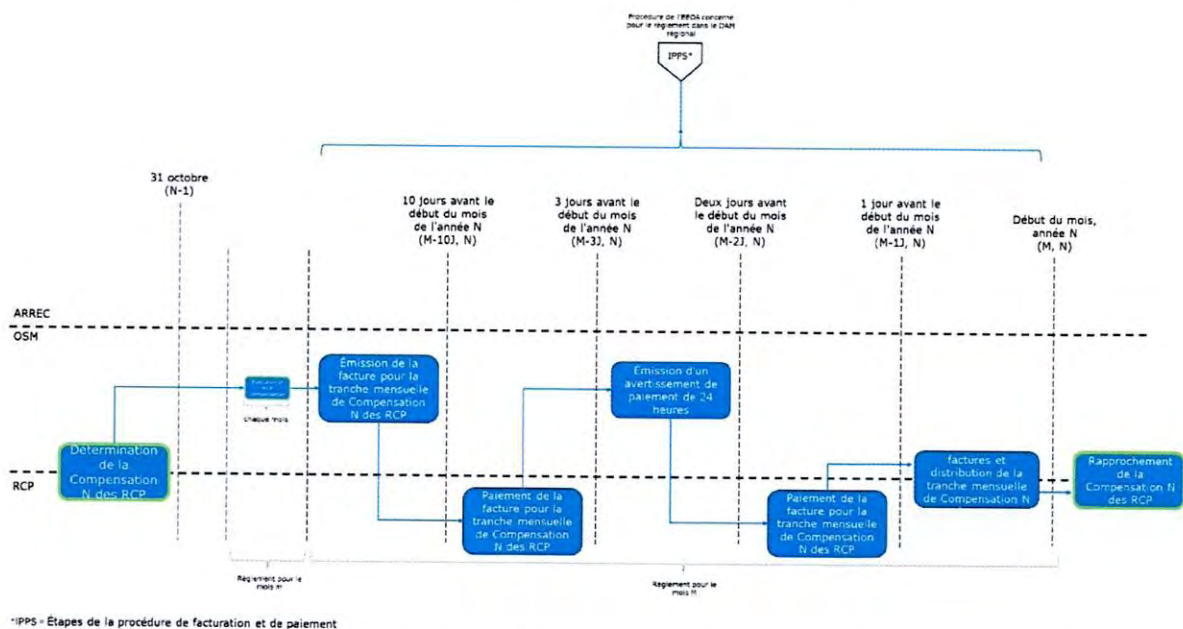 Procédure de l'EEOA concerné
pour le règlement dans le DAM
régional
IPPS*
31 octobre
(N-1)
10 jours avant le
début du mois
de l'année N
(M-10J, N)
3 jours avant le
début du mois
de l'année N
(M-3J, N)
Deux jours avant
le début du mois
de l'année N
(M-2J, N)
1 jour avant le
début du mois
de l'année N
(M-1J, N)
Début du mois,
année N
(M, N)
ARREC
OSM
Émission de la
facture pour la
tranche mensuelle
de Compensation
N des RCP
Émission d'un
avertissement de
paiement de 24
heures
chaque mois
Détermination
de la
Compensation
N des RCP
factures et
distribution de la
tranche mensuelle
de Compensation N
Rapprochement
de la
Compensation N
des RCP
RCP
Paiement de la
facture pour la
tranche mensuelle
de Compensation
N des RCP
Paiement de la
facture pour la
tranche mensuelle
de Compensation
N des RCP
Règlement pour le
mois m
Règlement pour le
mois M
*IPPS = Étapes de la procédure de facturation et de paiement